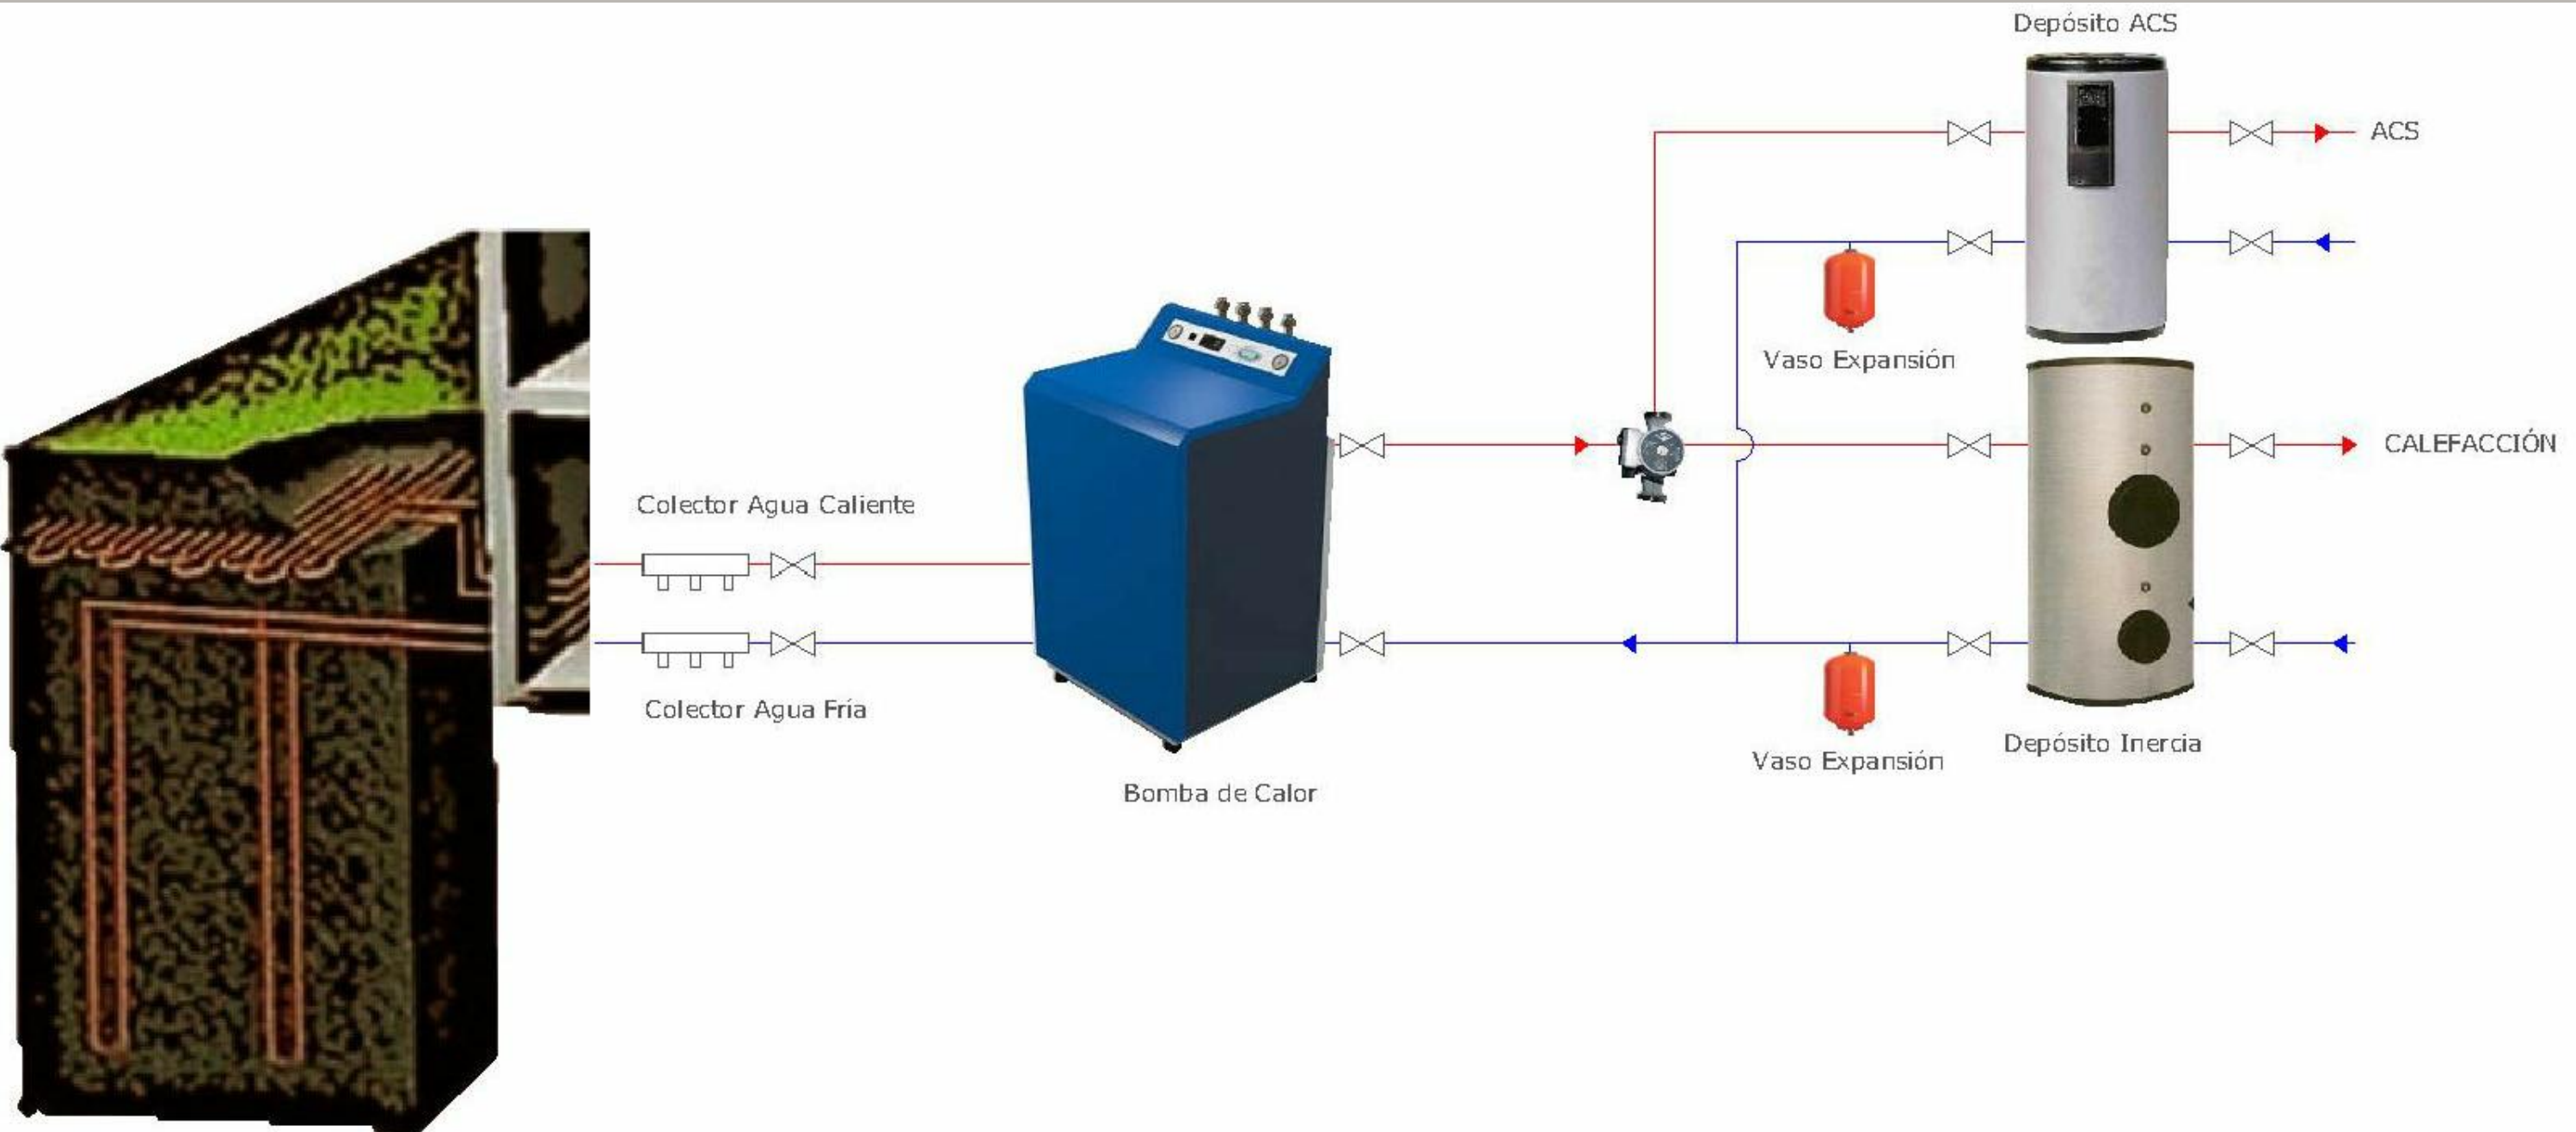 Depósito ACS
ACS
Vaso Expansión
CALEFACCIÓN
Colector Agua Caliente
Colector Agua Fría
Depósito Inercia
Vaso Expansión
Bomba de Calor